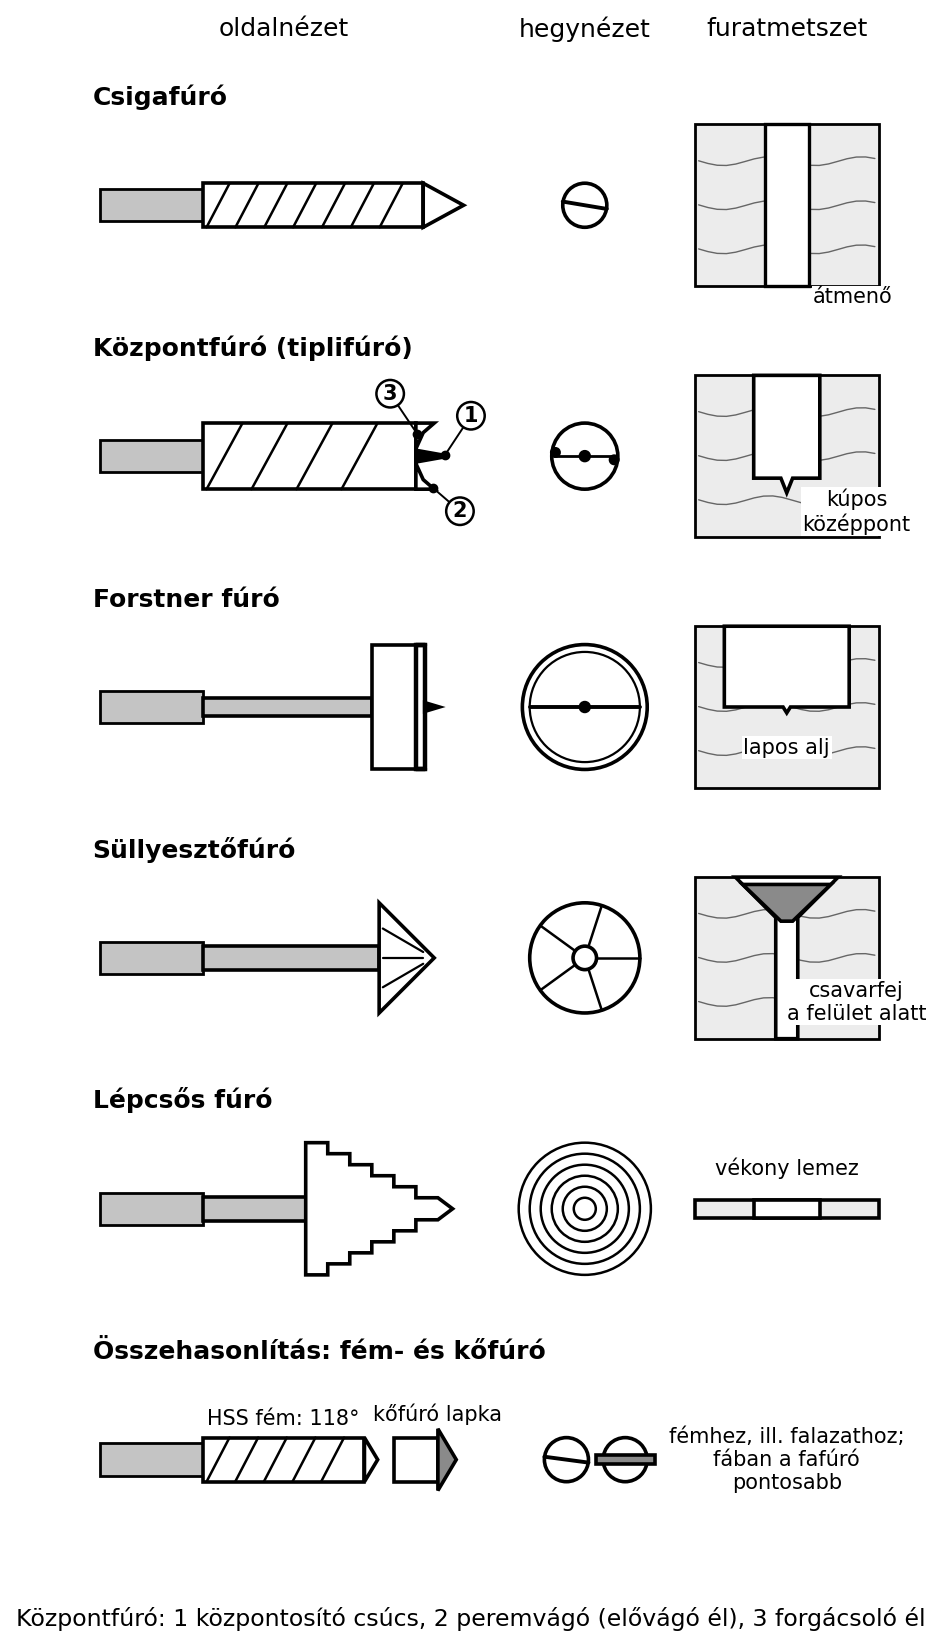 oldalnézet hegynézet furatmetszet
Csigafúró
átmenő
Központfúró (tiplifúró)
3
1
2
kúpos
középpont
Forstner fúró
lapos alj
Süllyesztőfúró
csavarfej
a felület alatt
Lépcsős fúró
vékony lemez
Összehasonlítás: fém- és kőfúró
HSS fém: 118° kőfúró lapka
fémhez, ill. falazathoz;
fában a fafúró
pontosabb
Központfúró: 1 központosító csúcs, 2 peremvágó (elővágó él), 3 forgácsoló él